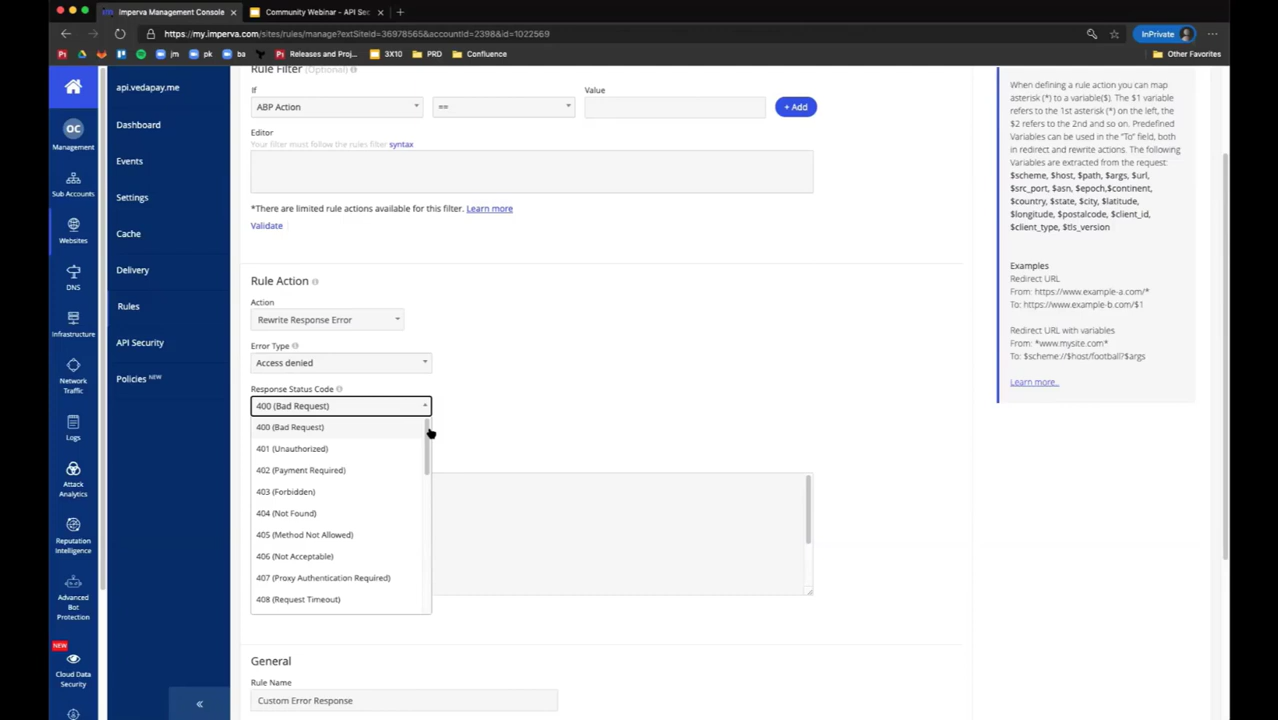 Imperva Management Console
Community Webinar - API Sec
https://my.imperva.com/sites/rules/manage?extSiteId=36978565&accountId=2398&id=1022569
InPrivate
jm
pk
ba
Releases and Proj...
3X10
PRD
Confluence
Other Favorites
OC
Management
Sub Accounts
Websites
DNS
Infrastructure
Network
Traffic
Logs
Attack
Analytics
Reputation
Intelligence
Advanced
Bot
Protection
NEW
Cloud Data
Security
api.vedapay.me
Dashboard
Events
Settings
Cache
Delivery
Rules
API Security
Policies NEW
«
Rule Filter (Optional)
If
Value
ABP Action
==
+ Add
Editor
Your filter must follow the rules filter syntax
*There are limited rule actions available for this filter. Learn more
Validate
Rule Action
Action
Rewrite Response Error
Error Type
Access denied
Response Status Code
400 (Bad Request)
400 (Bad Request)
401 (Unauthorized)
402 (Payment Required)
403 (Forbidden)
404 (Not Found)
405 (Method Not Allowed)
406 (Not Acceptable)
407 (Proxy Authentication Required)
408 (Request Timeout)
General
Rule Name
Custom Error Response
When defining a rule action you can map
asterisk (*) to a variable($). The $1 variable
refers to the 1st asterisk (*) on the left, the
$2 refers to the 2nd and so on. Predefined
Variables can be used in the "To" field, both
in redirect and rewrite actions. The following
Variables are extracted from the request:
$scheme, $host, $path, $args, $url,
$src_port, $asn, $epoch,$continent,
$country, $state, $city, $latitude,
$longitude, $postalcode, $client_id,
$client_type, $tls_version
Examples
Redirect URL
From: https://www.example-a.com/*
To: https://www.example-b.com/$1
Redirect URL with variables
From: *www.mysite.com*
To: $scheme://$host/football?$args
Learn more